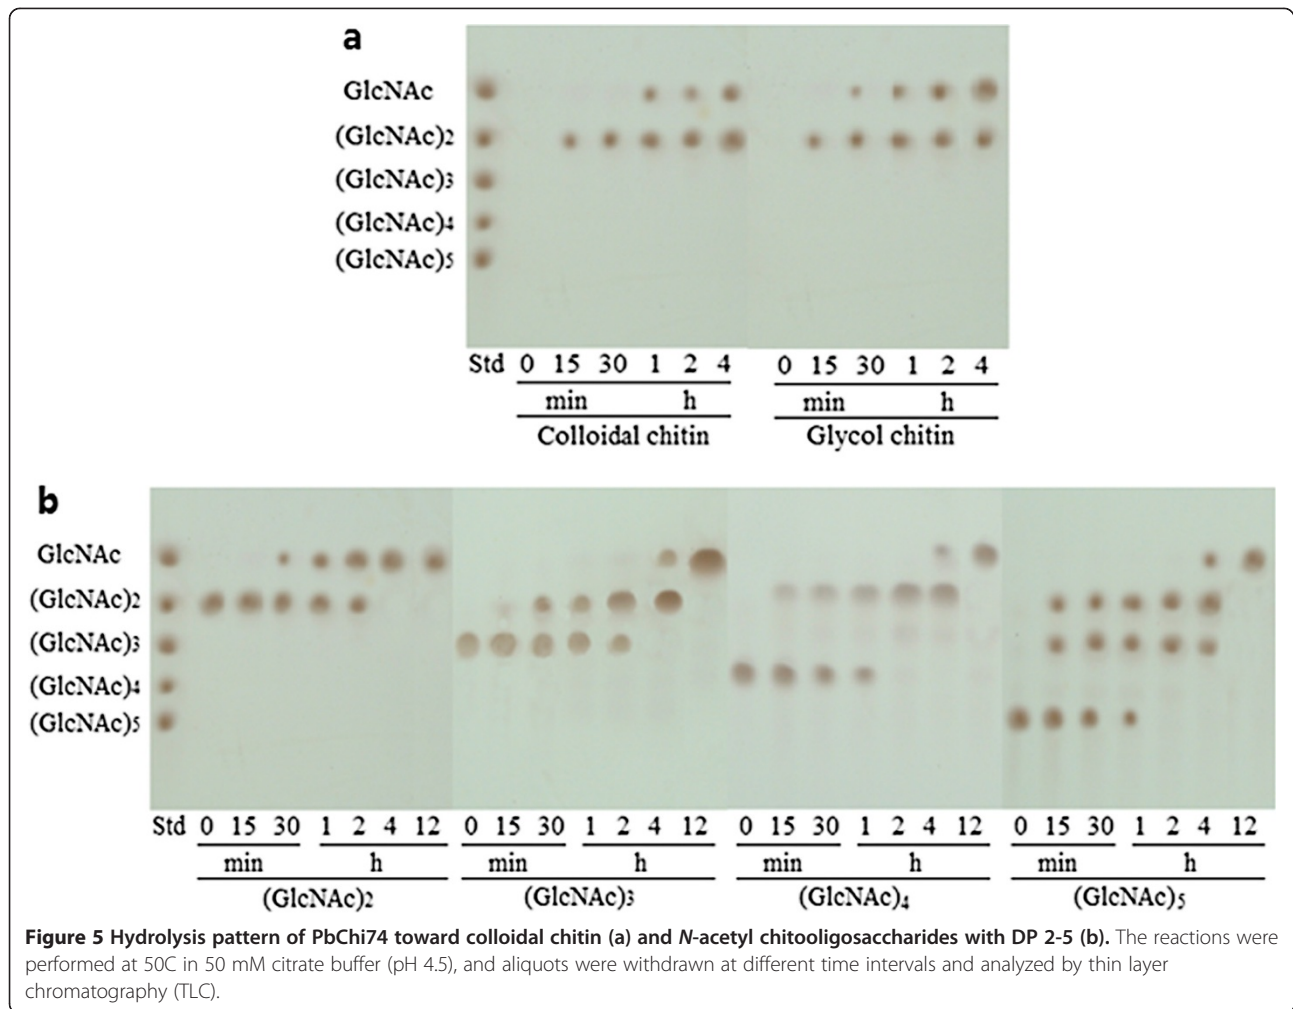 a
GlcNAc
(GlcNAc)2
(GlcNAc)3
(GlcNAc)4
(GlcNAc)5
Std 0 15 30 1 2 4 0 15 30 1 2 4
min h min h
Colloidal chitin Glycol chitin
b
GlcNAc
(GlcNAc)2
(GlcNAc)3
(GlcNAc)4
(GlcNAc)5
Std 0 15 30 1 2 4 12 0 15 30 1 2 4 12 0 15 30 1 2 4 12 0 15 30 1 2 4 12
min h min h min h min h
(GlcNAc)2 (GlcNAc)3 (GlcNAc)4 (GlcNAc)5
Figure 5 Hydrolysis pattern of PbChi74 toward colloidal chitin (a) and N-acetyl chitooligosaccharides with DP 2-5 (b). The reactions were
performed at 50C in 50 mM citrate buffer (pH 4.5), and aliquots were withdrawn at different time intervals and analyzed by thin layer
chromatography (TLC).